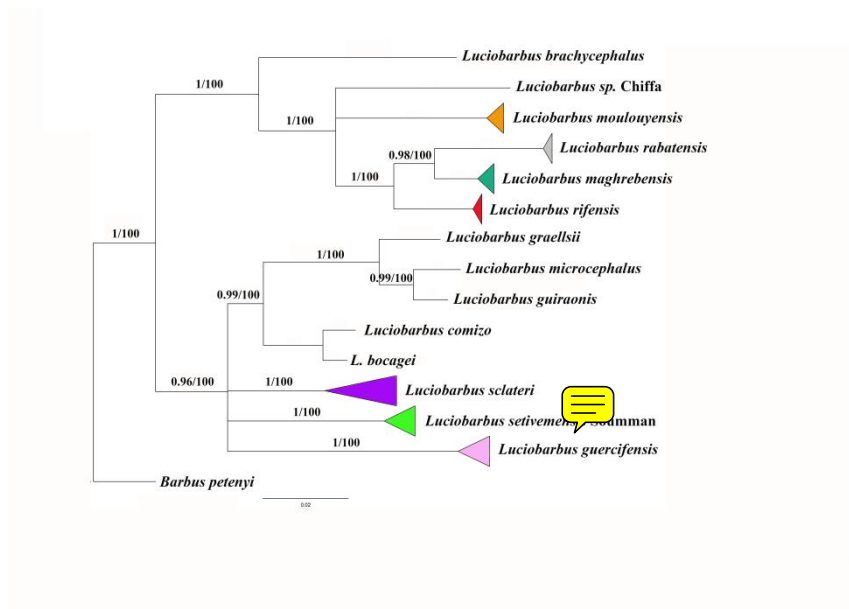 Luciobarbus brachycephalus
1/100
Luciobarbus sp. Chiffa
1/100
Luciobarbus moulouyensis
Luciobarbus rabatensis
0.98/100
1/100
Luciobarbus maghrebensis
Luciobarbus rifensis
1/100
Luciobarbus graellsii
1/100
Luciobarbus microcephalus
0.99/100
0.99/100
Luciobarbus guiraonis
Luciobarbus comizo
L. bocagei
0.96/100
1/100
Luciobarbus sclateri
1/100
Luciobarbus
1/100
Luciobarbus guercifensis
Barbus petenyi
0.02